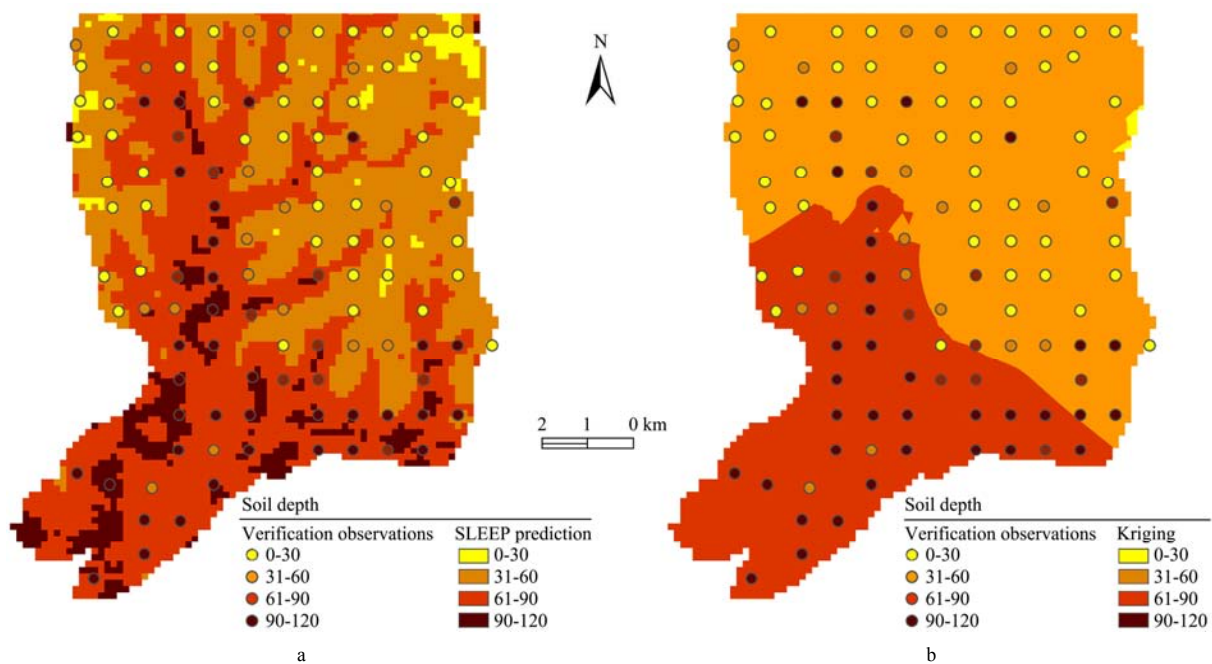 N
2 1 0 km
Soil depth
Verification observations SLEEP prediction
0-30 0-30
31-60 31-60
61-90 61-90
90-120 90-120
Soil depth
Verification observations Kriging
0-30 0-30
31-60 31-60
61-90 61-90
90-120 90-120
a b